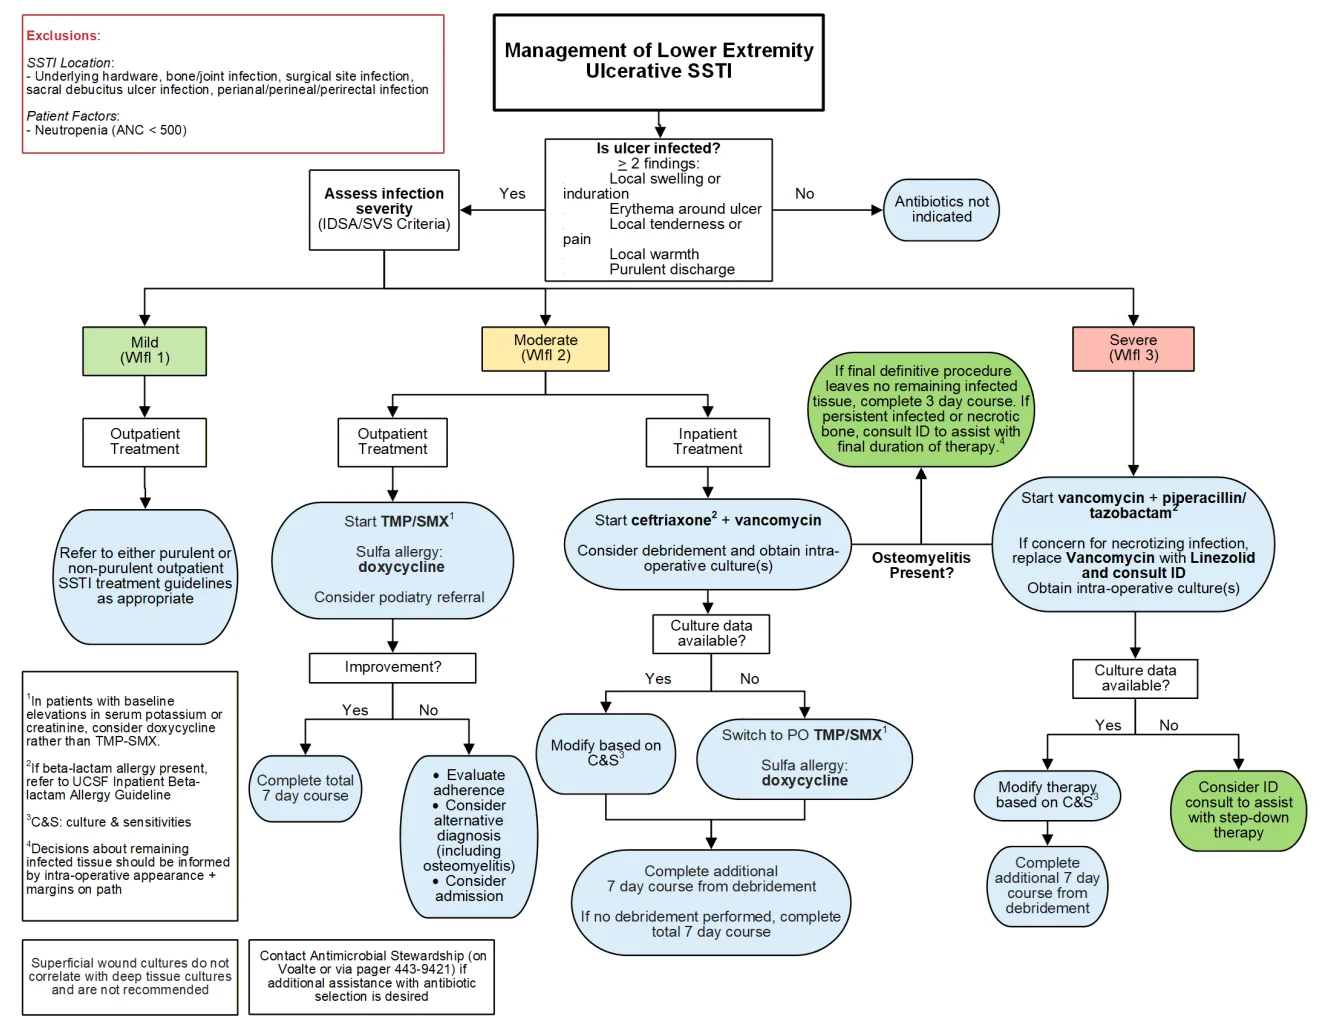 Exclusions:
SSTI Location:
- Underlying hardware, bone/joint infection, surgical site infection,
sacral debucitus ulcer infection, perianal/perineal/perirectal infection
Patient Factors:
- Neutropenia (ANC < 500)
Management of Lower Extremity
Ulcerative SSTI
Is ulcer infected?
≥ 2 findings:
Local swelling or
induration
Erythema around ulcer
Local tenderness or
pain
Local warmth
Purulent discharge
Yes
No
Assess infection
severity
(IDSA/SVS Criteria)
Antibiotics not
indicated
Mild
(WIfI 1)
Moderate
(WIfI 2)
Severe
(WIfI 3)
Outpatient
Treatment
Outpatient
Treatment
Inpatient
Treatment
If final definitive procedure
leaves no remaining infected
tissue, complete 3 day course. If
persistent infected or necrotic
bone, consult ID to assist with
final duration of therapy.4
Refer to either purulent or
non-purulent outpatient
SSTI treatment guidelines
as appropriate
Start TMP/SMX1
Sulfa allergy:
doxycycline
Consider podiatry referral
Start ceftriaxone2 + vancomycin
Consider debridement and obtain intra-
operative culture(s)
Osteomyelitis
Present?
Start vancomycin + piperacillin/
tazobactam2
If concern for necrotizing infection,
replace Vancomycin with Linezolid
and consult ID
Obtain intra-operative culture(s)
Improvement?
Yes
No
Complete total
7 day course
• Evaluate
adherence
• Consider
alternative
diagnosis
(including
osteomyelitis)
• Consider
admission
Culture data
available?
Yes
No
Modify based on
C&S3
Switch to PO TMP/SMX1
Sulfa allergy:
doxycycline
Complete additional
7 day course from debridement
If no debridement performed, complete
total 7 day course
Culture data
available?
Yes
No
Modify therapy
based on C&S3
Consider ID
consult to assist
with step-down
therapy
Complete
additional 7 day
course from
debridement
1In patients with baseline
elevations in serum potassium or
creatinine, consider doxycycline
rather than TMP-SMX.
2If beta-lactam allergy present,
refer to UCSF Inpatient Beta-
lactam Allergy Guideline
3C&S: culture & sensitivities
4Decisions about remaining
infected tissue should be informed
by intra-operative appearance +
margins on path
Superficial wound cultures do not
correlate with deep tissue cultures
and are not recommended
Contact Antimicrobial Stewardship (on
Voalte or via pager 443-9421) if
additional assistance with antibiotic
selection is desired